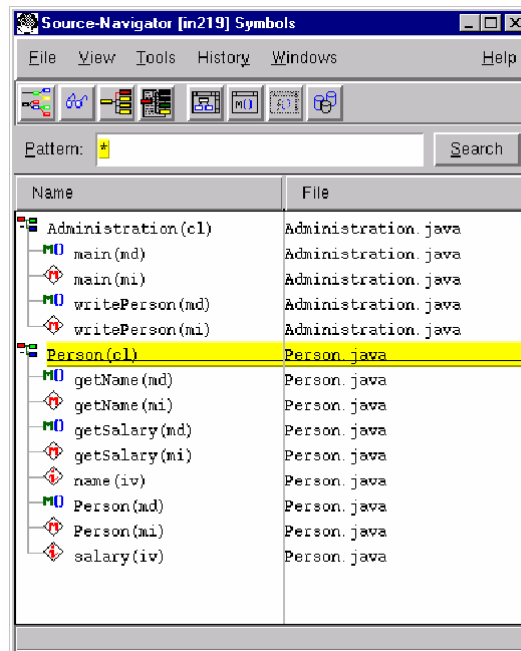 Source-Navigator [in219] Symbols
File View Tools History Windows Help
M()
Pattern: * Search
Name File
Administration(cl) Administration.java
M() main(md) Administration.java
M main(mi) Administration.java
M() writePerson(md) Administration.java
M writePerson(mi) Administration.java
Person(cl) Person.java
M() getName(md) Person.java
M getName(mi) Person.java
M() getSalary(md) Person.java
M getSalary(mi) Person.java
i name(iv) Person.java
M() Person(md) Person.java
M Person(mi) Person.java
i salary(iv) Person.java